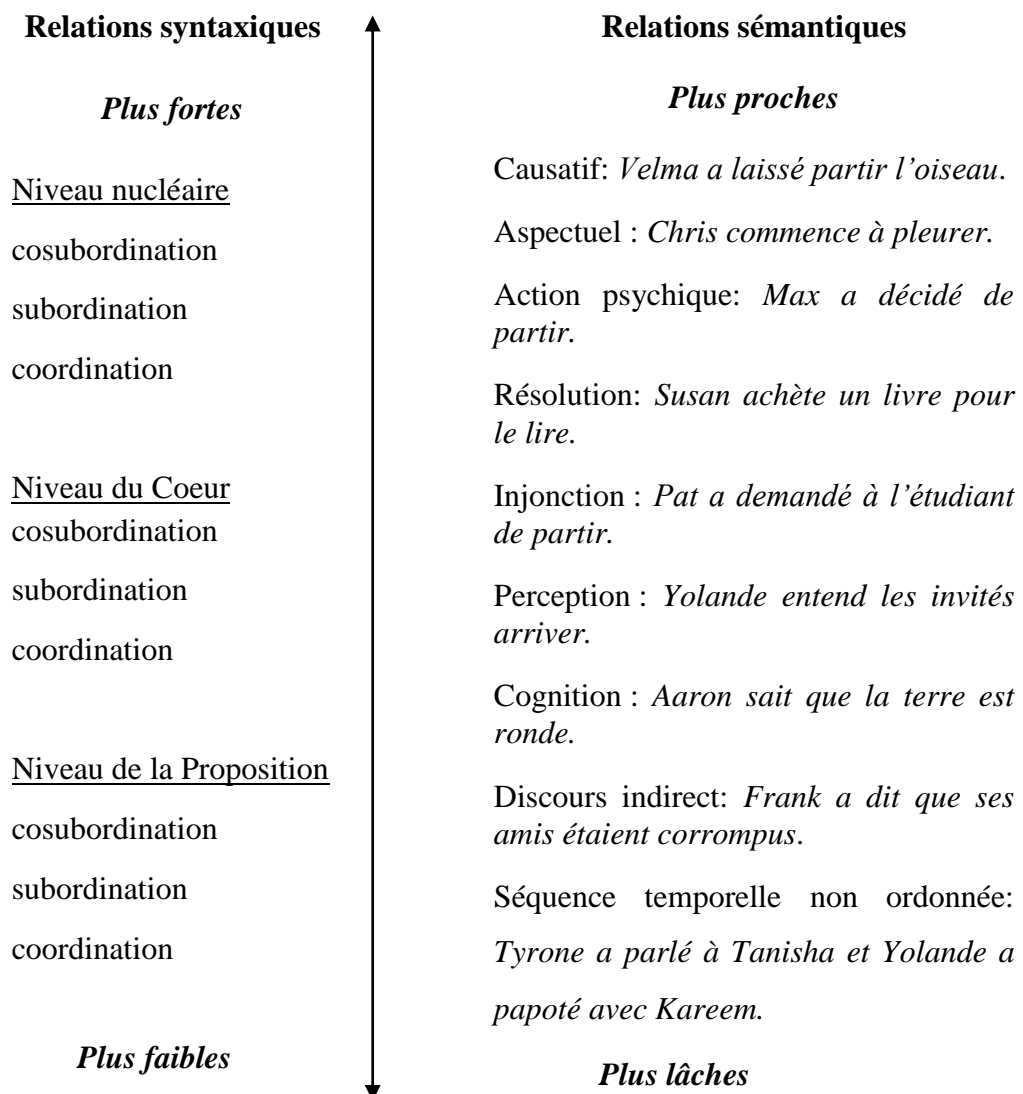 Relations syntaxiques
Plus fortes
Niveau nucléaire
cosubordination
subordination
coordination
Niveau du Coeur
cosubordination
subordination
coordination
Niveau de la Proposition
cosubordination
subordination
coordination
Plus faibles
Relations sémantiques
Plus proches
Causatif: Velma a laissé partir l’oiseau.
Aspectuel : Chris commence à pleurer.
Action psychique: Max a décidé de
partir.
Résolution: Susan achète un livre pour
le lire.
Injonction : Pat a demandé à l’étudiant
de partir.
Perception : Yolande entend les invités
arriver.
Cognition : Aaron sait que la terre est
ronde.
Discours indirect: Frank a dit que ses
amis étaient corrompus.
Séquence temporelle non ordonnée:
Tyrone a parlé à Tanisha et Yolande a
papoté avec Kareem.
Plus lâches